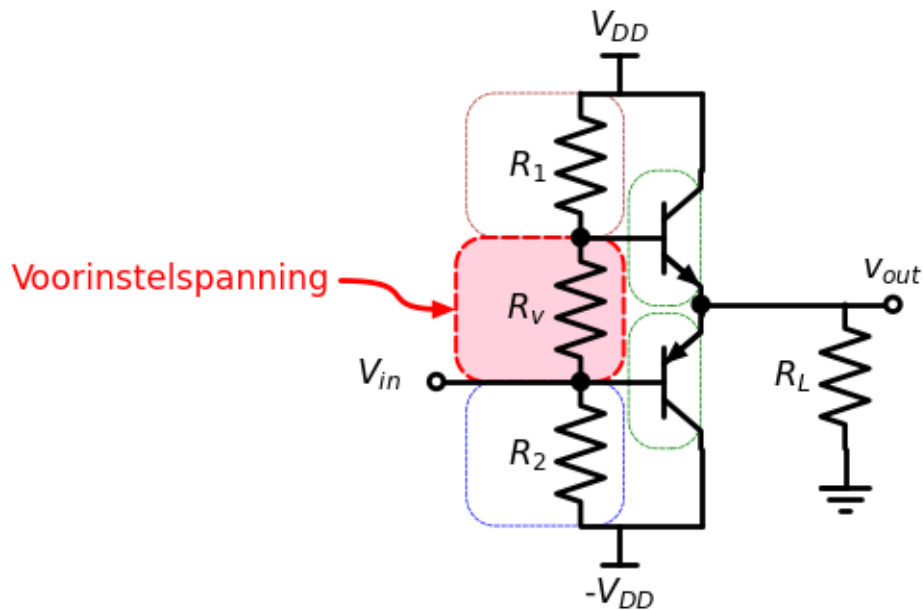 V_DD
R_1
Voorinstelspanning
R_v
v_out
V_in
R_L
R_2
-V_DD